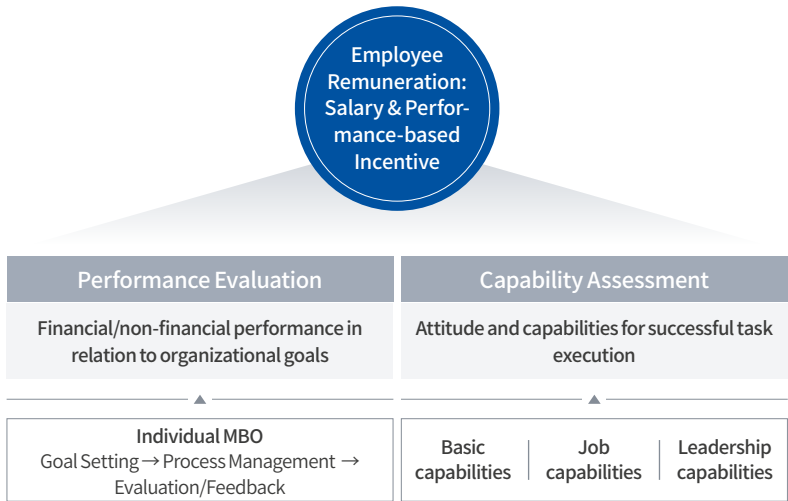 Employee
Remuneration:
Salary & Perfor-
mance-based
Incentive
Performance Evaluation
Financial/non-financial performance in
relation to organizational goals
Individual MBO
Goal Setting → Process Management →
Evaluation/Feedback
Capability Assessment
Attitude and capabilities for successful task
execution
Basic
capabilities
Job
capabilities
Leadership
capabilities